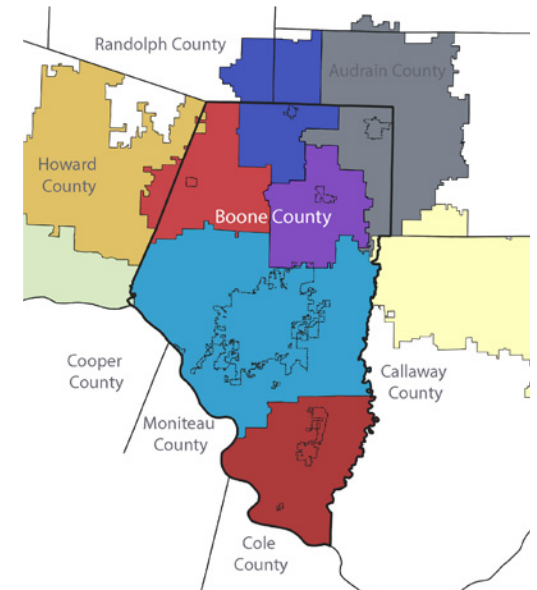 Randolph County
Audrain County
Howard
County
Boone County
Cooper
County
Callaway
County
Moniteau
County
Cole
County